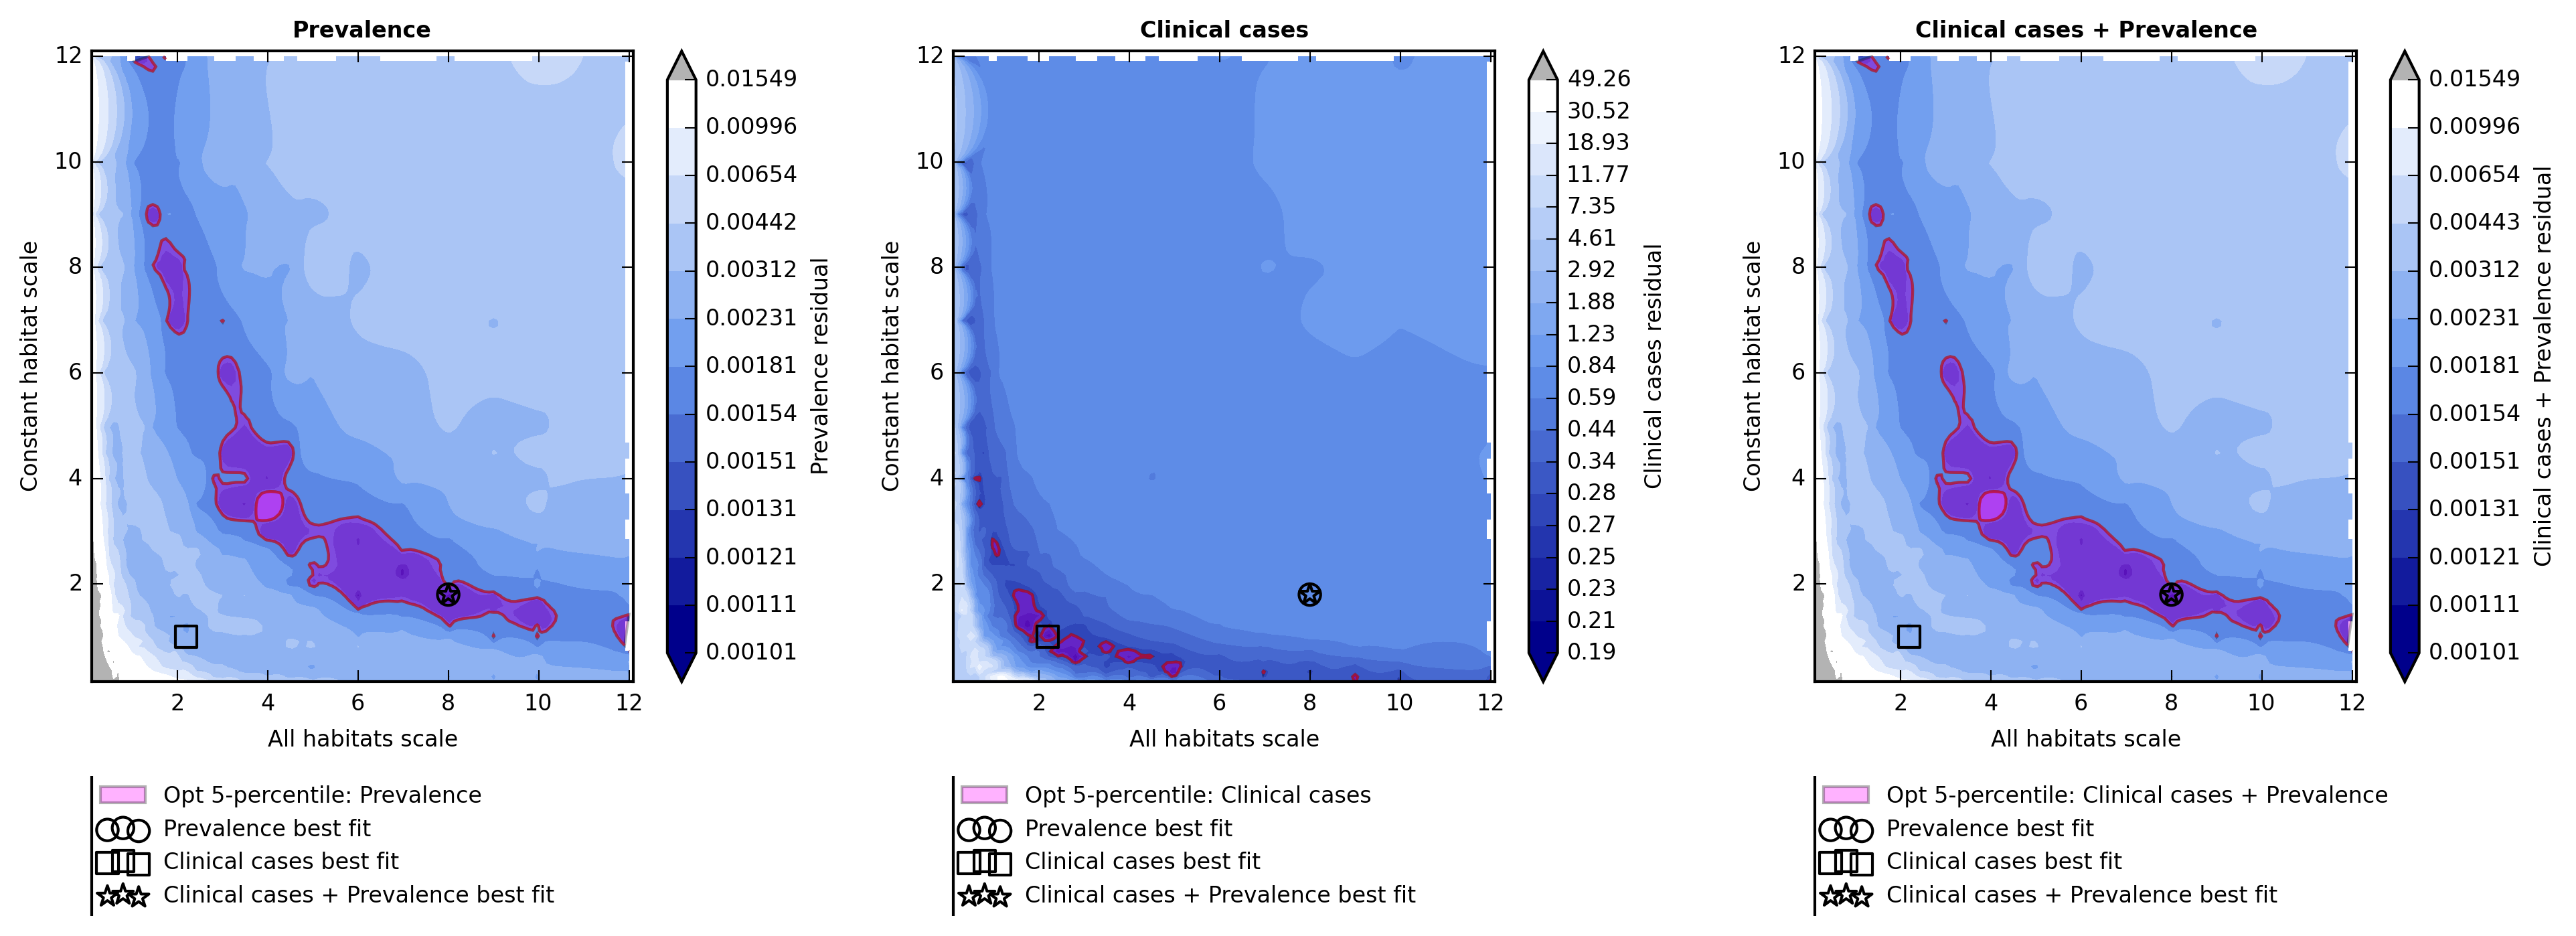 Prevalence
Constant habitat scale
12
10
8
6
4
2
2 4 6 8 10 12
All habitats scale
0.01549
0.00996
0.00654
0.00442
0.00312
0.00231
0.00181
0.00154
0.00151
0.00131
0.00121
0.00111
0.00101
Prevalence residual
Opt 5-percentile: Prevalence
Prevalence best fit
Clinical cases best fit
Clinical cases + Prevalence best fit
Clinical cases
Constant habitat scale
12
10
8
6
4
2
2 4 6 8 10 12
All habitats scale
49.26
30.52
18.93
11.77
7.35
4.61
2.92
1.88
1.23
0.84
0.59
0.44
0.34
0.28
0.27
0.25
0.23
0.21
0.19
Clinical cases residual
Opt 5-percentile: Clinical cases
Prevalence best fit
Clinical cases best fit
Clinical cases + Prevalence best fit
Clinical cases + Prevalence
Constant habitat scale
12
10
8
6
4
2
2 4 6 8 10 12
All habitats scale
0.01549
0.00996
0.00654
0.00443
0.00312
0.00231
0.00181
0.00154
0.00151
0.00131
0.00121
0.00111
0.00101
Clinical cases + Prevalence residual
Opt 5-percentile: Clinical cases + Prevalence
Prevalence best fit
Clinical cases best fit
Clinical cases + Prevalence best fit